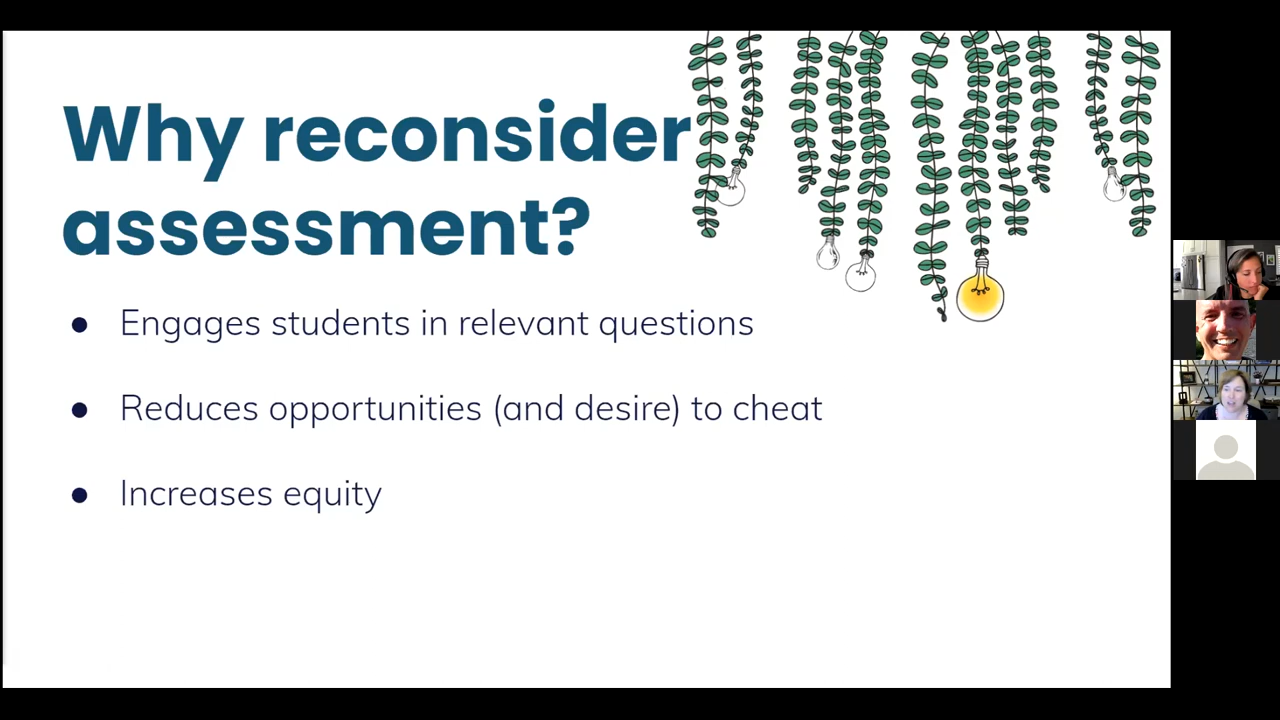 Why reconsider
assessment?
● Engages students in relevant questions
● Reduces opportunities (and desire) to cheat
● Increases equity